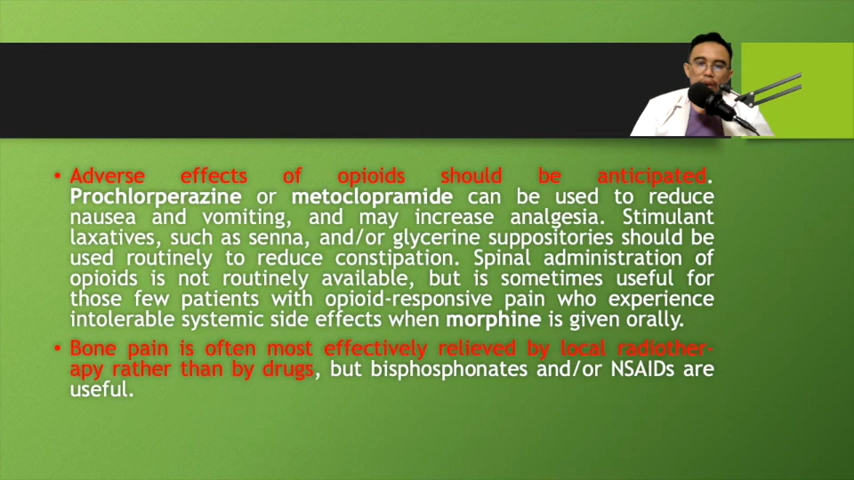 • Adverse effects of opioids should be anticipated.
Prochlorperazine or metoclopramide can be used to reduce
nausea and vomiting, and may increase analgesia. Stimulant
laxatives, such as senna, and/or glycerine suppositories should be
used routinely to reduce constipation. Spinal administration of
opioids is not routinely available, but is sometimes useful for
those few patients with opioid-responsive pain who experience
intolerable systemic side effects when morphine is given orally.
• Bone pain is often most effectively relieved by local radiother-
apy rather than by drugs, but bisphosphonates and/or NSAIDs are
useful.